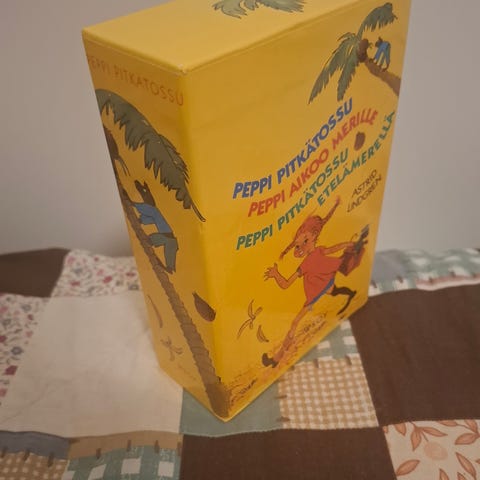 PEPPI PITKÄTOSSU
PEPPI PITKÄTOSSU
PEPPI AIKOO MERILLE
PEPPI PITKÄTOSSU
ETELÄMERELLÄ
ASTRID
LINDGREN